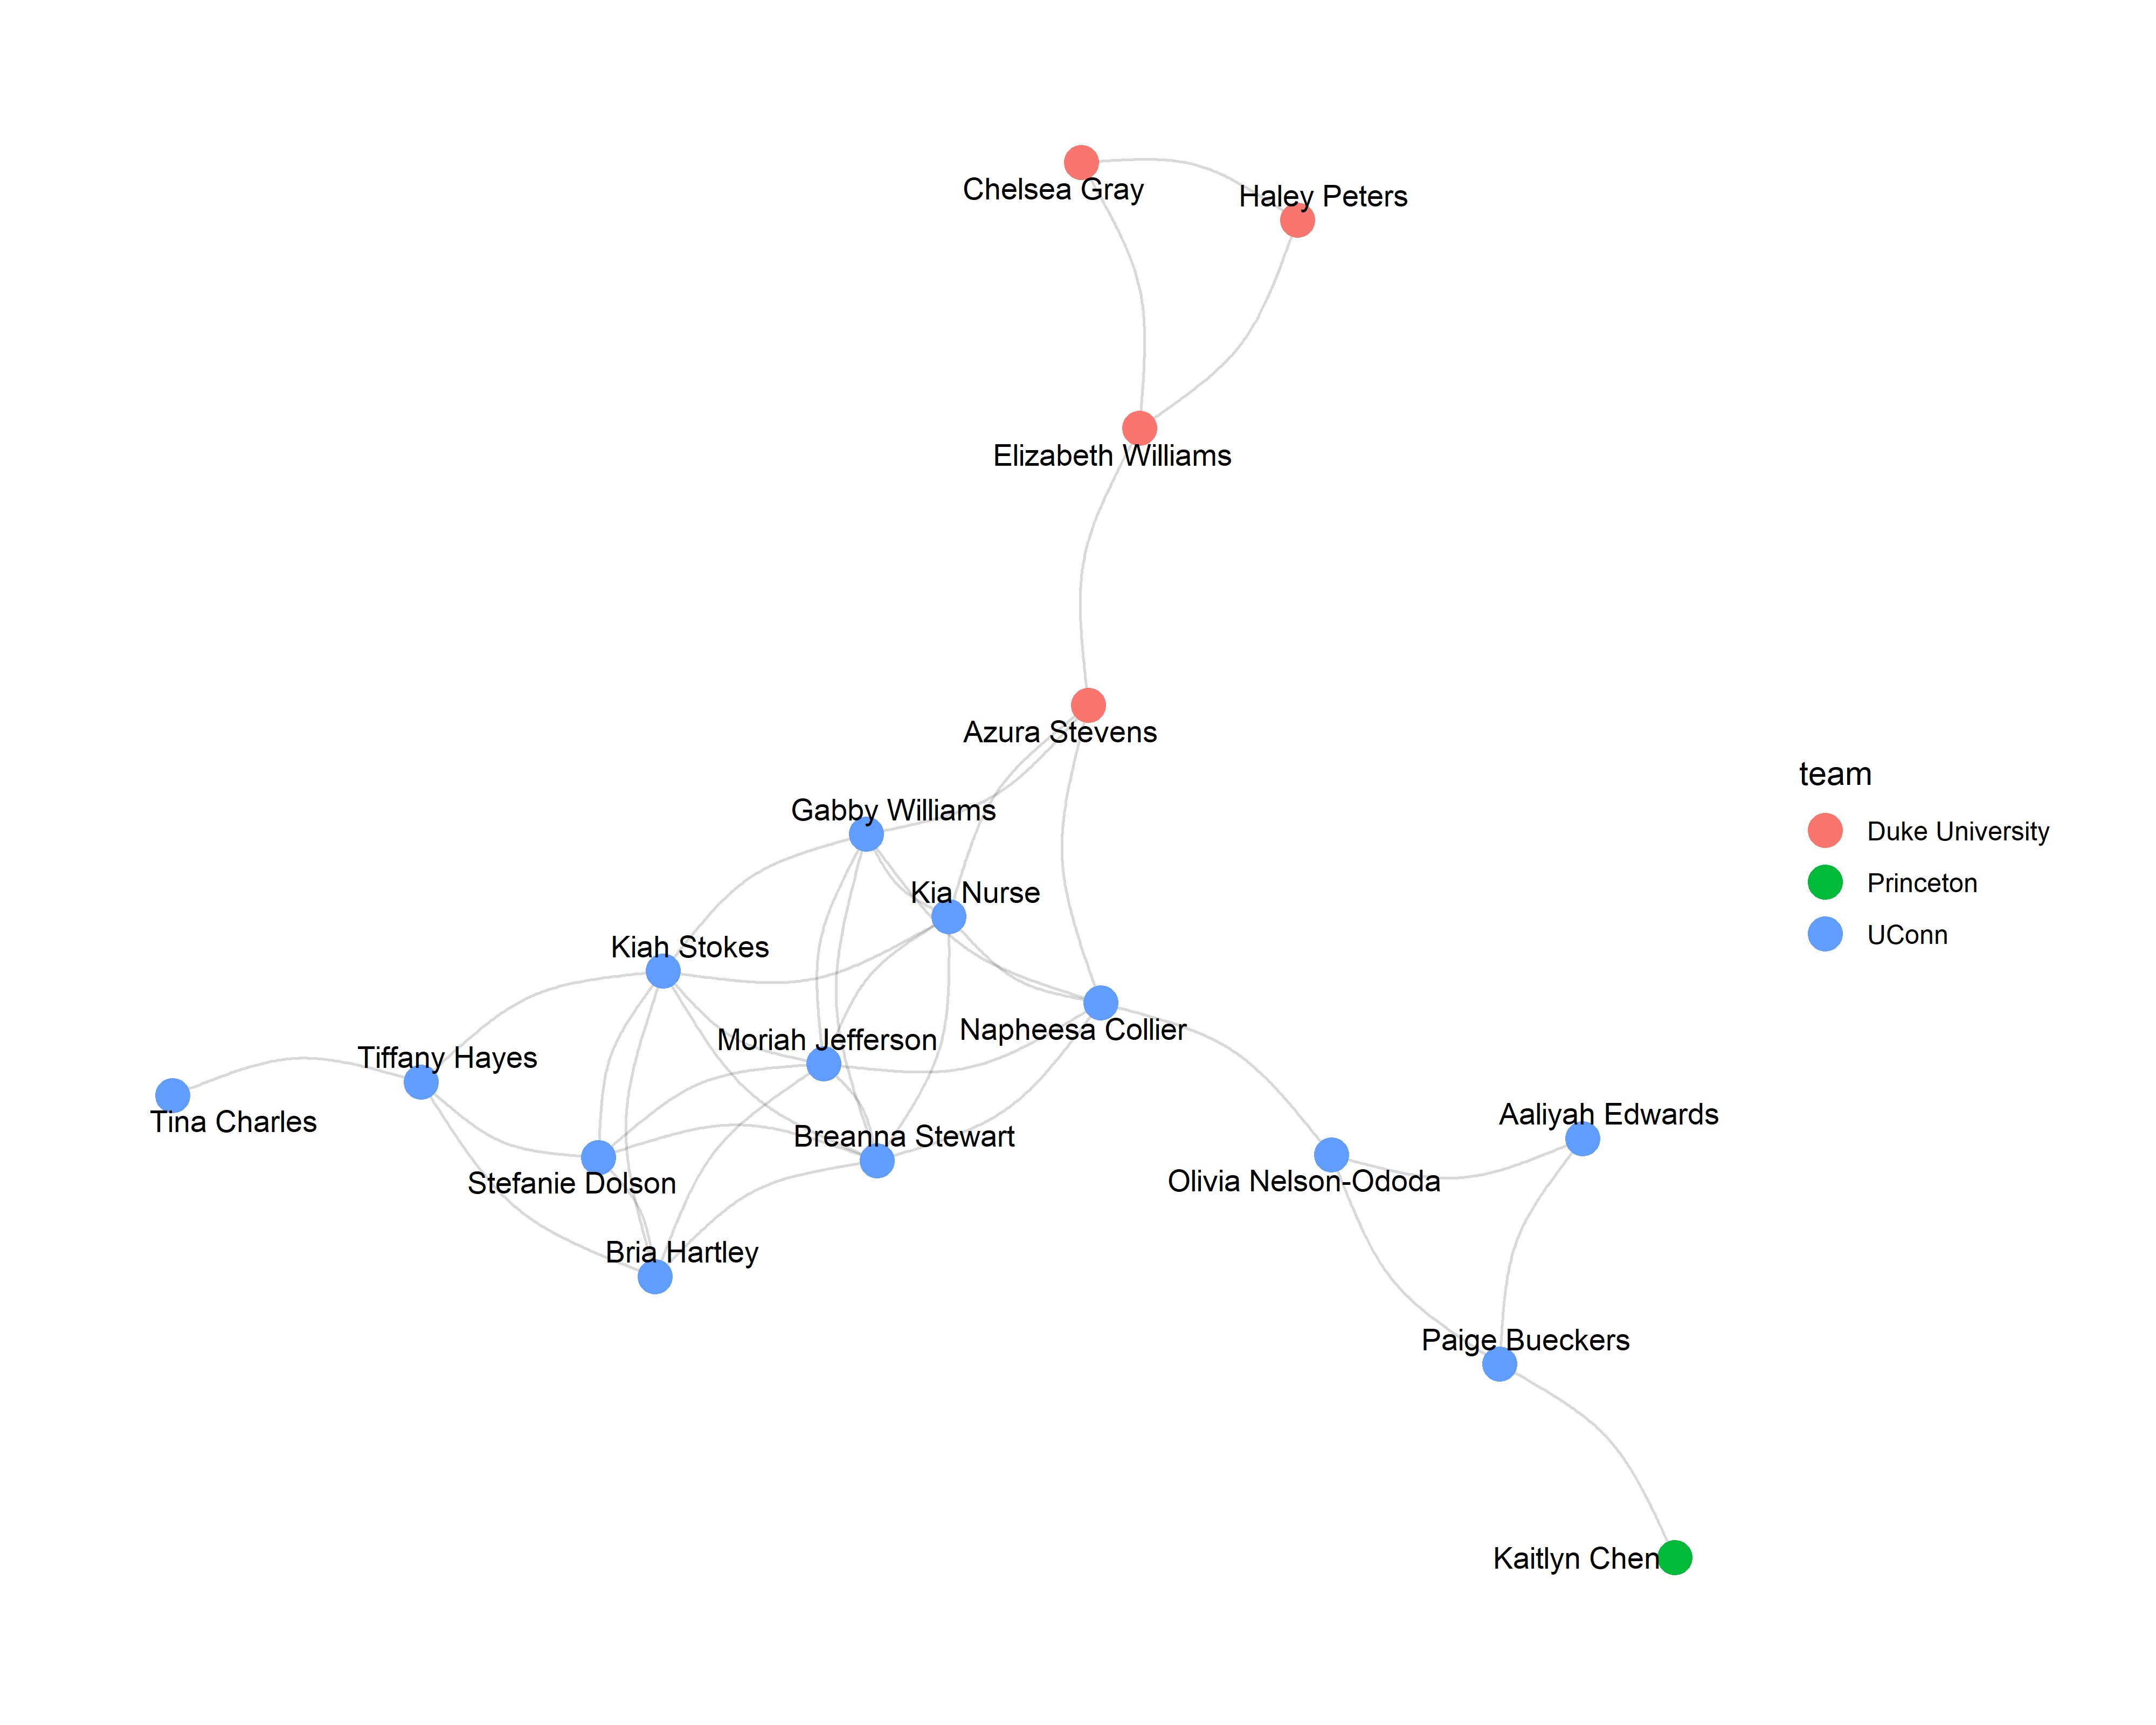 Chelsea Gray
Haley Peters
Elizabeth Williams
Azura Stevens
team
Gabby Williams
Duke University
Princeton
Kia Nurse
UConn
Kiah Stokes
Moriah Jefferson
Napheesa Collier
Tiffany Hayes
Tina Charles
Aaliyah Edwards
Breanna Stewart
Stefanie Dolson
Olivia Nelson-Ododa
Bria Hartley
Paige Bueckers
Kaitlyn Chen